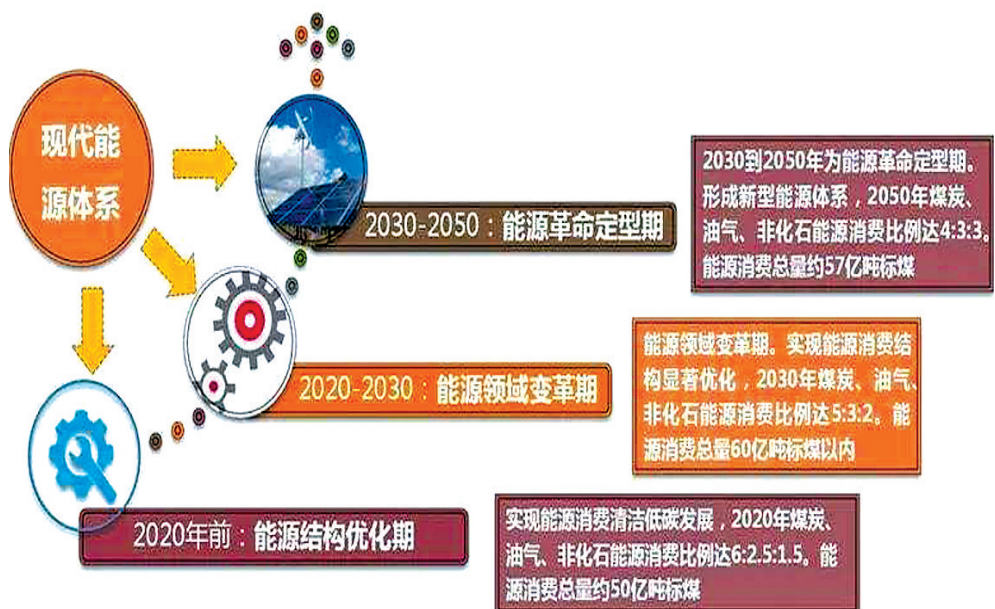 现代能
源体系
2030-2050：能源革命定型期
2030到2050年为能源革命定型期。
形成新型能源体系，2050年煤炭、
油气、非化石能源消费比例达4:3:3。
能源消费总量约57亿吨标煤
2020-2030：能源领域变革期
能源领域变革期。实现能源消费结
构显著优化，2030年煤炭、油气、
非化石能源消费比例达5:3:2。能
源消费总量60亿吨标煤以内
2020年前：能源结构优化期
实现能源消费清洁低碳发展，2020年煤炭、
油气、非化石能源消费比例达6:2.5:1.5。能
源消费总量约50亿吨标煤